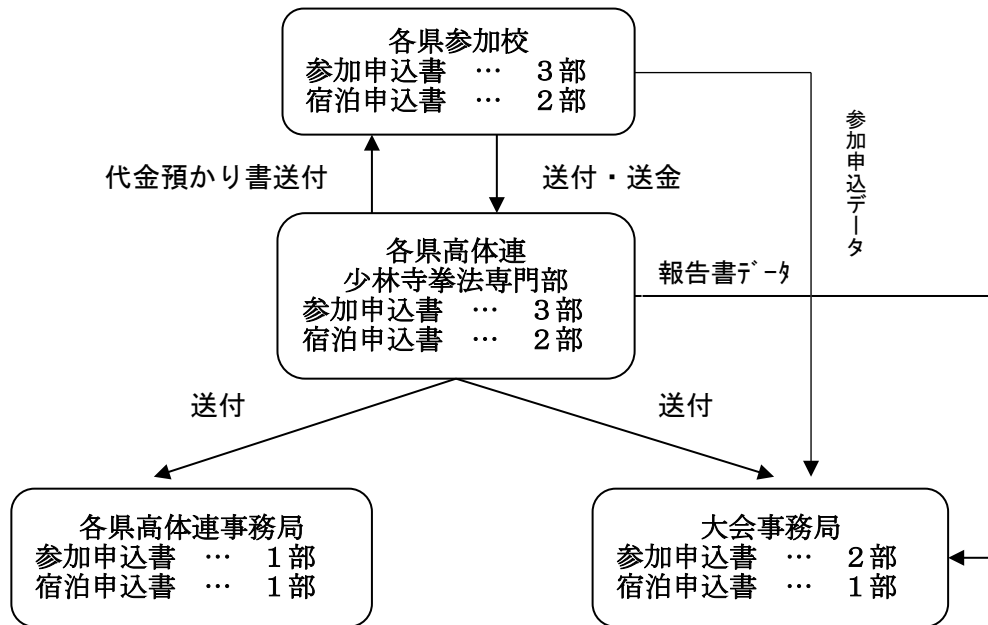 各県参加校
参加申込書　…　３部
宿泊申込書　…　２部
代金預かり書送付
送付・送金
参加申込データ
各県高体連
少林寺拳法専門部
参加申込書　…　３部
宿泊申込書　…　２部
報告書ﾃﾞｰﾀ
送付
送付
各県高体連事務局
参加申込書　…　１部
宿泊申込書　…　１部
大会事務局
参加申込書　…　２部
宿泊申込書　…　１部